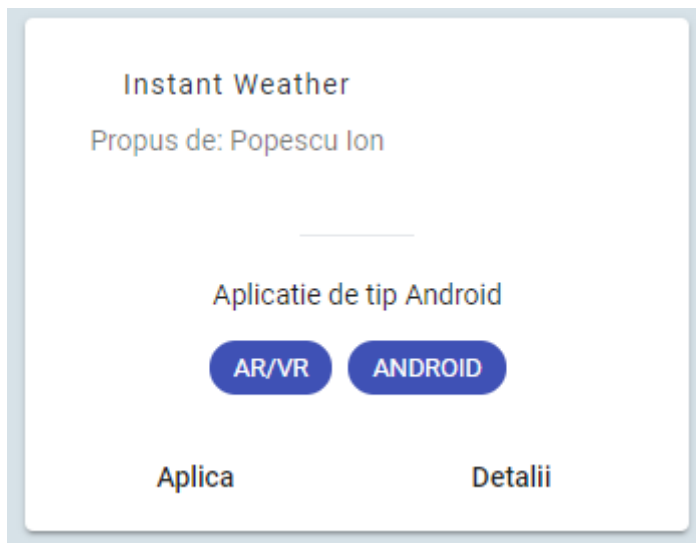 Instant Weather
Propus de: Popescu Ion
Aplicatie de tip Android
AR/VR ANDROID
Aplica Detalii